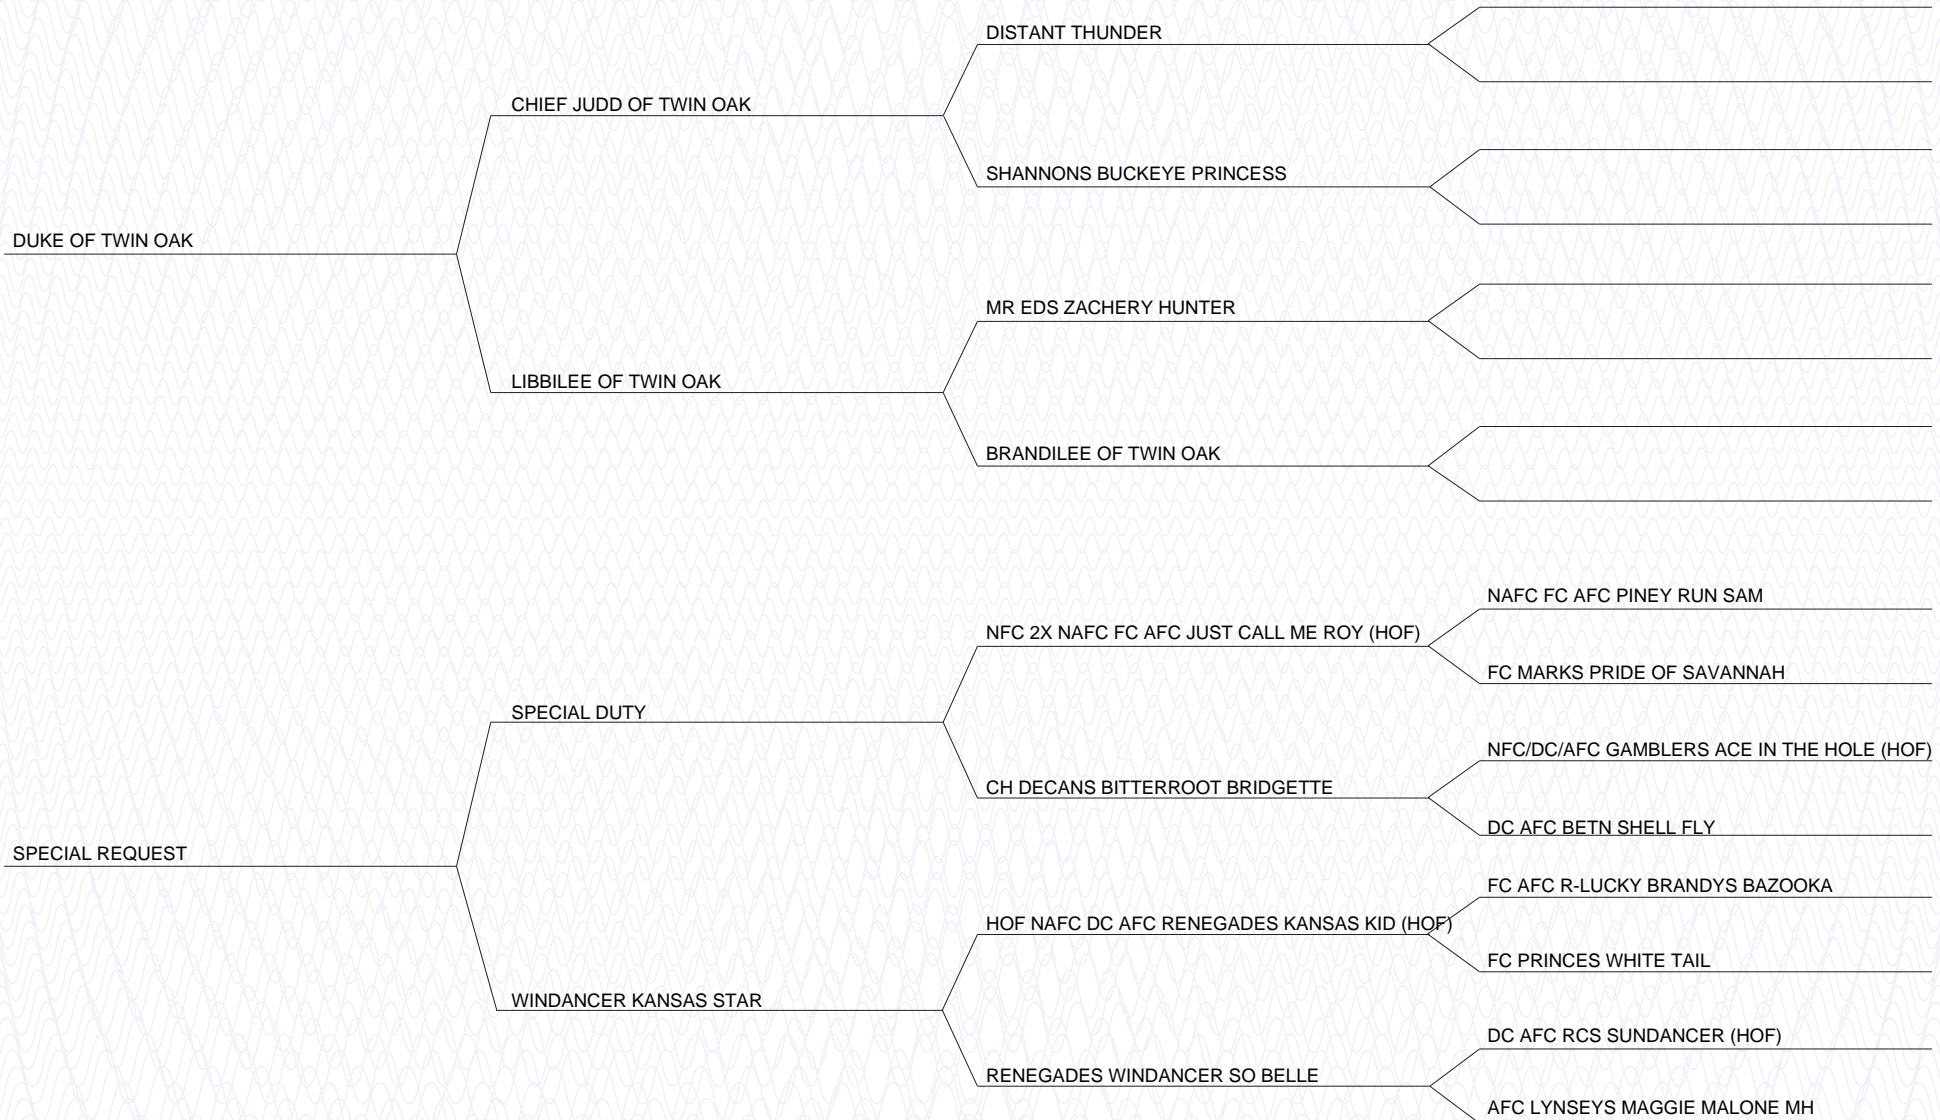 DISTANT THUNDER
CHIEF JUDD OF TWIN OAK
SHANNONS BUCKEYE PRINCESS
DUKE OF TWIN OAK
MR EDS ZACHERY HUNTER
LIBBILEE OF TWIN OAK
BRANDILEE OF TWIN OAK
NAFC FC AFC PINEY RUN SAM
NFC 2X NAFC FC AFC JUST CALL ME ROY (HOF)
FC MARKS PRIDE OF SAVANNAH
SPECIAL DUTY
NFC/DC/AFC GAMBLERS ACE IN THE HOLE (HOF)
CH DECANS BITTERROOT BRIDGETTE
DC AFC BETN SHELL FLY
SPECIAL REQUEST
FC AFC R-LUCKY BRANDYS BAZOOKA
HOF NAFC DC AFC RENEGADES KANSAS KID (HOF)
FC PRINCES WHITE TAIL
WINDANCER KANSAS STAR
DC AFC RCS SUNDANCER (HOF)
RENEGADES WINDANCER SO BELLE
AFC LYNSEYS MAGGIE MALONE MH